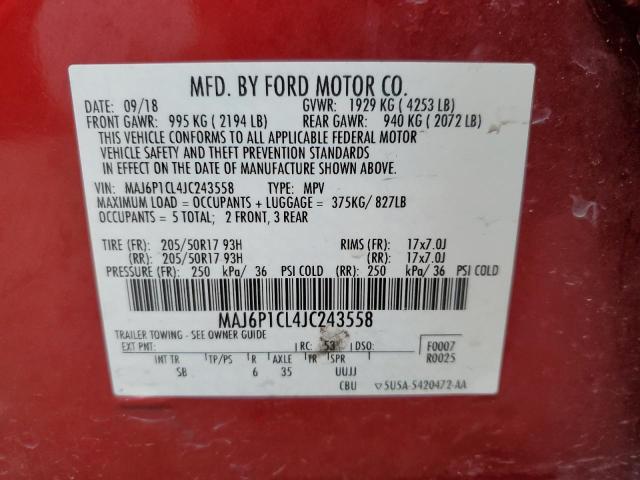 MFD. BY FORD MOTOR CO.
DATE: 09/18 GVWR: 1929 KG ( 4253 LB)
FRONT GAWR: 995 KG ( 2194 LB) REAR GAWR: 940 KG ( 2072 LB)
THIS VEHICLE CONFORMS TO ALL APPLICABLE FEDERAL MOTOR
VEHICLE SAFETY AND THEFT PREVENTION STANDARDS
IN EFFECT ON THE DATE OF MANUFACTURE SHOWN ABOVE.
VIN: MAJ6P1CL4JC243558 TYPE: MPV
MAXIMUM LOAD = OCCUPANTS + LUGGAGE = 375KG/ 827LB
OCCUPANTS = 5 TOTAL; 2 FRONT, 3 REAR
TIRE (FR): 205/50R17 93H RIMS (FR): 17x7.0J
(RR): 205/50R17 93H (RR): 17x7.0J
PRESSURE (FR): 250 kPa/ 36 PSI COLD (RR): 250 kPa/ 36 PSI COLD
MAJ6P1CL4JC243558
TRAILER TOWING - SEE OWNER GUIDE
EXT PNT: RC: 53 DSO: F0007
INT TR TP/PS R AXLE TR SPR R0025
SB 6 35 UUJJ
CBU ▽5U5A-5420472-AA